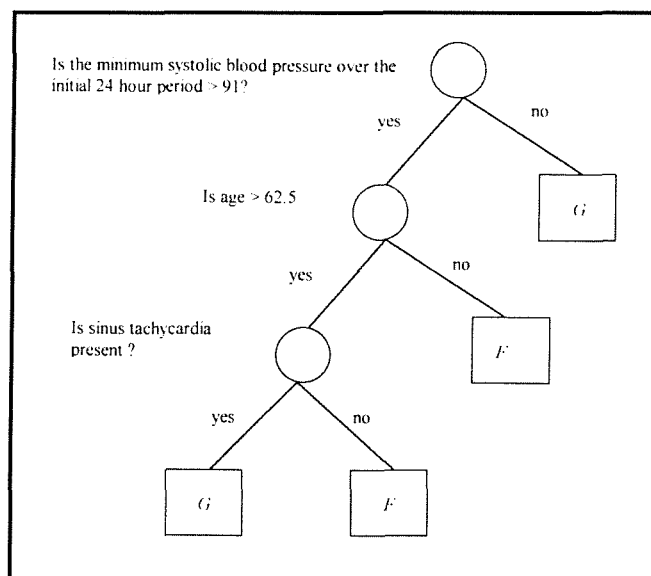 Is the minimum systolic blood pressure over the
initial 24 hour period > 91?
yes
no
Is age > 62.5
G
yes
no
Is sinus tachycardia
present ?
F
yes
no
G
F